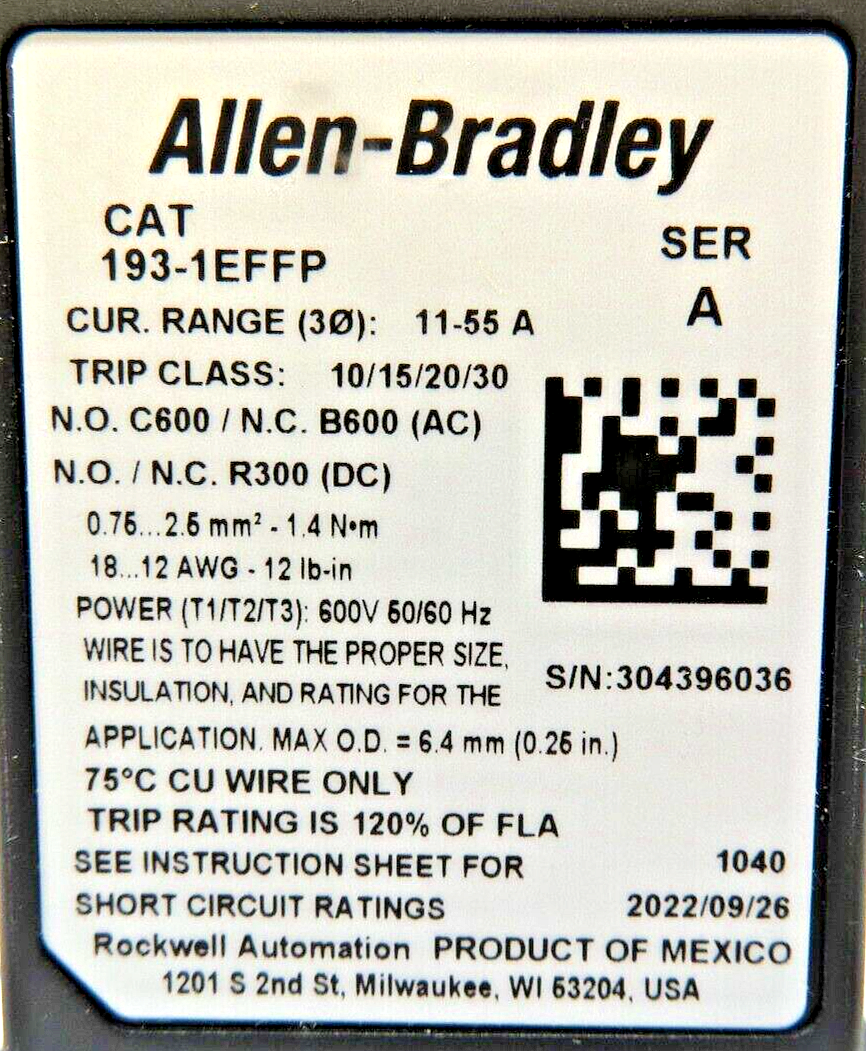 Allen-Bradley
CAT
193-1EFFP
SER
A
CUR. RANGE (3Ø): 11-55 A
TRIP CLASS: 10/15/20/30
N.O. C600 / N.C. B600 (AC)
N.O. / N.C. R300 (DC)
0.75...2.5 mm² - 1.4 N•m
18...12 AWG - 12 lb-in
POWER (T1/T2/T3): 600V 50/60 Hz
WIRE IS TO HAVE THE PROPER SIZE,
INSULATION, AND RATING FOR THE
S/N:304396036
APPLICATION. MAX O.D. = 6.4 mm (0.25 in.)
75°C CU WIRE ONLY
TRIP RATING IS 120% OF FLA
SEE INSTRUCTION SHEET FOR 1040
SHORT CIRCUIT RATINGS 2022/09/26
Rockwell Automation PRODUCT OF MEXICO
1201 S 2nd St, Milwaukee, WI 53204, USA